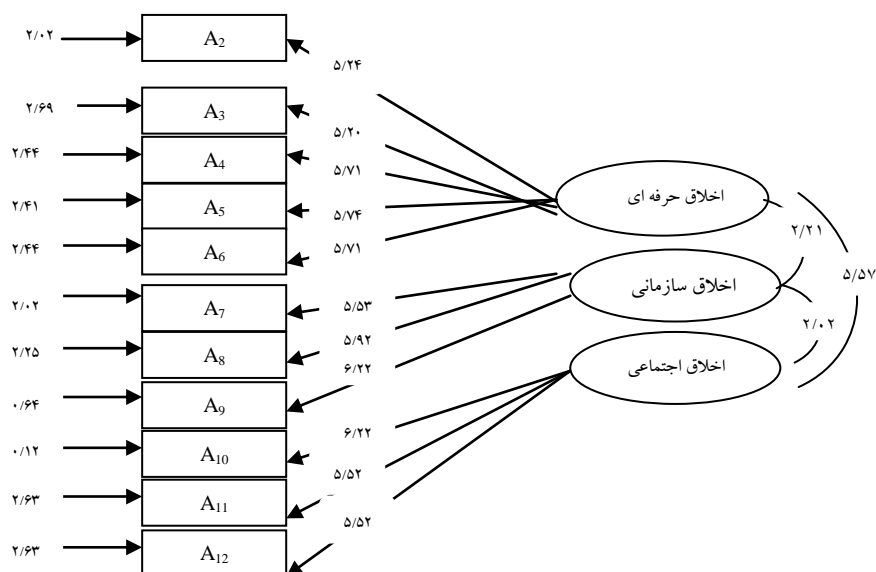 ۲/۰۲
A2
۵/۲۴
۲/۶۹
A3
۵/۲۰
۲/۴۴
A4
۵/۷۱
۲/۴۱
A5
۵/۷۴
۲/۴۴
A6
۵/۷۱
اخلاق حرفه ای
۲/۲۱
۵/۵۷
۲/۰۲
A7
۵/۵۳
اخلاق سازمانی
۲/۰۲
۲/۲۵
A8
۵/۹۲
۶/۲۲
اخلاق اجتماعی
۰/۶۴
A9
۰/۱۲
A10
۶/۲۲
۲/۶۳
A11
۵/۵۲
۲/۶۳
A12
۵/۵۲